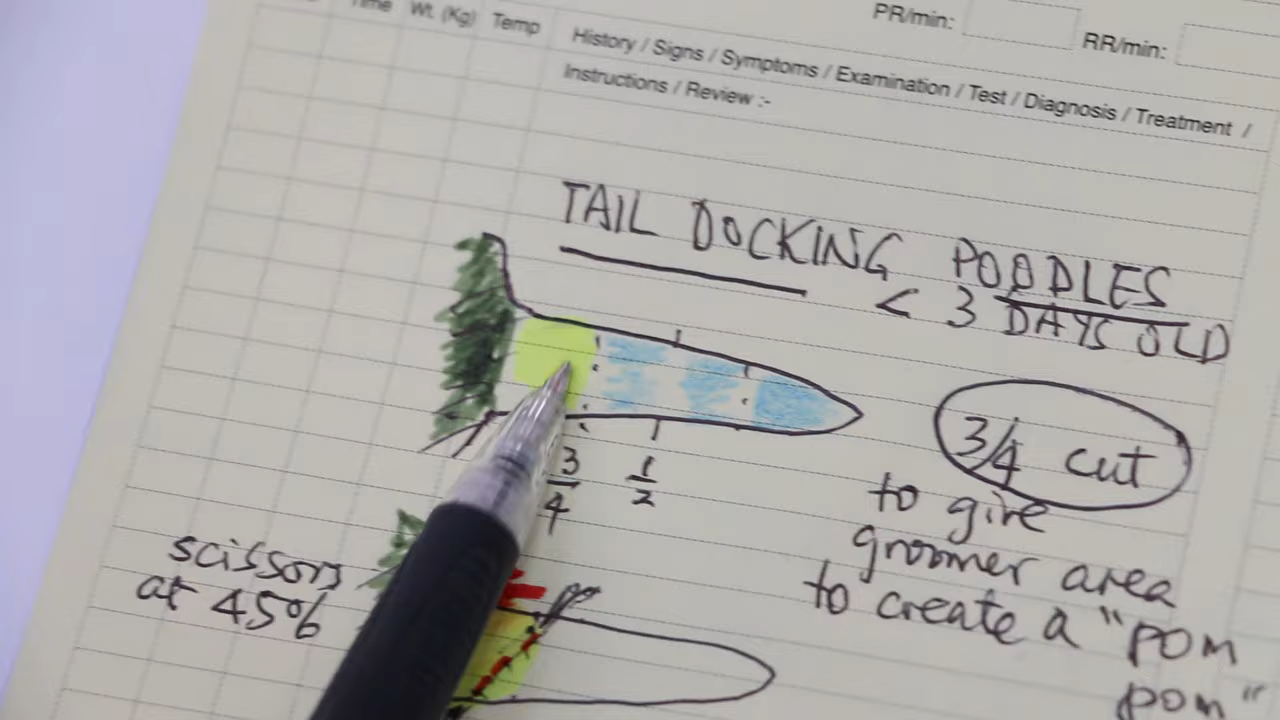 Time Wt. (Kg) Temp
PR/min:
RR/min:
History / Signs / Symptoms / Examination / Test / Diagnosis / Treatment /
Instructions / Review :-
TAIL DOCKING POODLES
< 3 DAYS OLD
3/4 1/2
3/4 cut
to give
groomer area
to create a "pom
pom"
scissors
at 45%